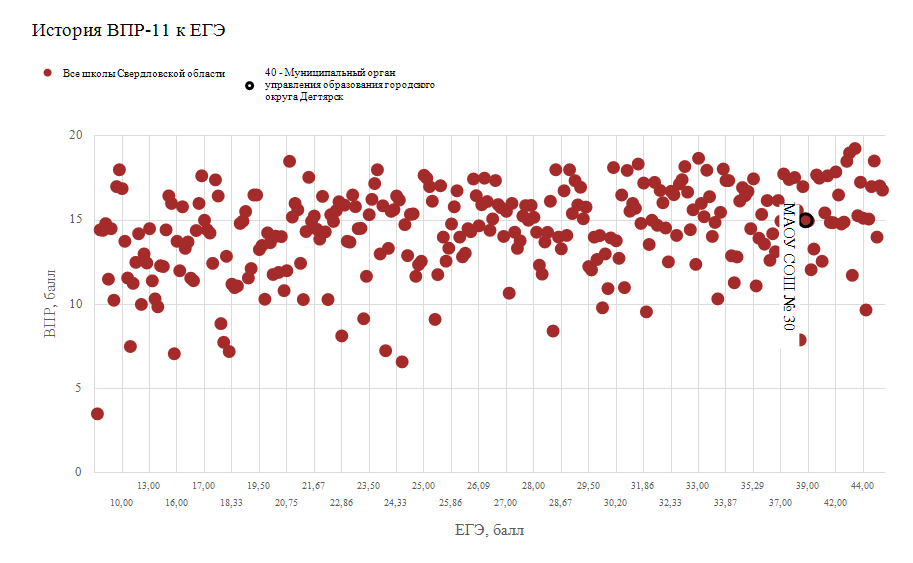 История ВПР-11 к ЕГЭ
Все школы Свердловской области
40 - Муниципальный орган
управления образования городского
округа Дегтярск
20
15
10
5
0
ВПР, балл
МАОУ СОШ № 30
13,00 17,00 19,50 21,67 23,50 25,00 26,09 28,00 29,50 31,86 33,00 35,29 39,00 44,00
10,00 16,00 18,33 20,75 22,86 24,33 25,86 27,00 28,67 30,20 32,33 33,87 37,00 42,00
ЕГЭ, балл